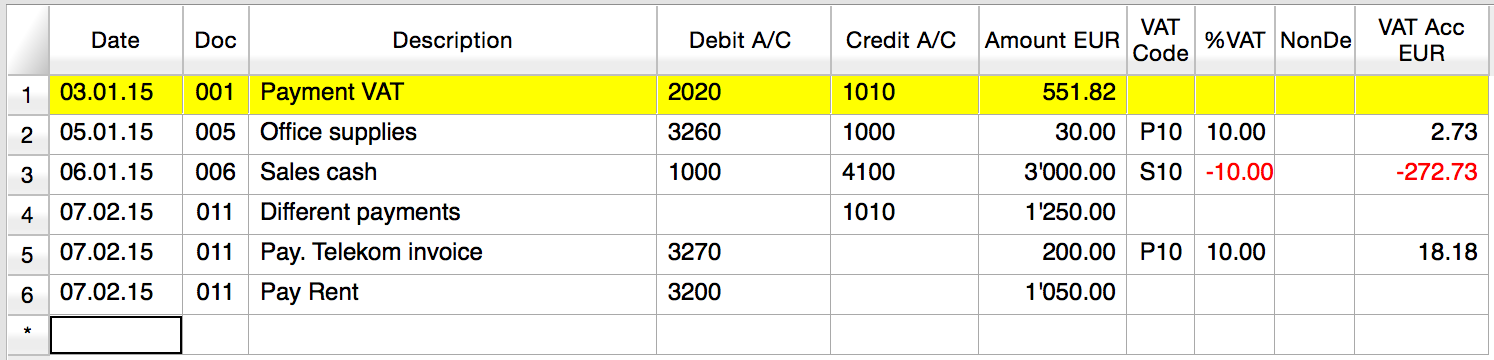 Date Doc Description Debit A/C Credit A/C Amount EUR VAT Code %VAT NonDe VAT Acc EUR
1 03.01.15 001 Payment VAT 2020 1010 551.82
2 05.01.15 005 Office supplies 3260 1000 30.00 P10 10.00 2.73
3 06.01.15 006 Sales cash 1000 4100 3'000.00 S10 -10.00 -272.73
4 07.02.15 011 Different payments 1010 1'250.00
5 07.02.15 011 Pay. Telekom invoice 3270 200.00 P10 10.00 18.18
6 07.02.15 011 Pay Rent 3200 1'050.00
*